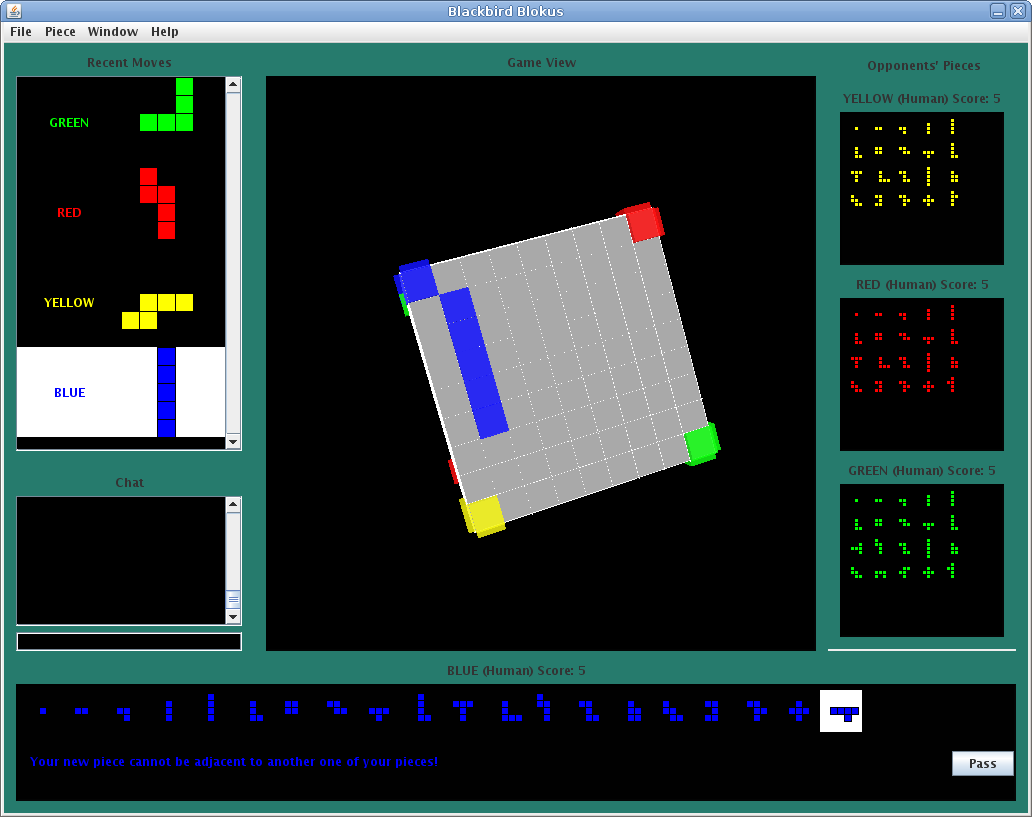 Blackbird Blokus
File Piece Window Help
Recent Moves
GREEN
RED
YELLOW
BLUE
Chat
Game View
Opponents' Pieces
YELLOW (Human) Score: 5
RED (Human) Score: 5
GREEN (Human) Score: 5
BLUE (Human) Score: 5
Your new piece cannot be adjacent to another one of your pieces!
Pass